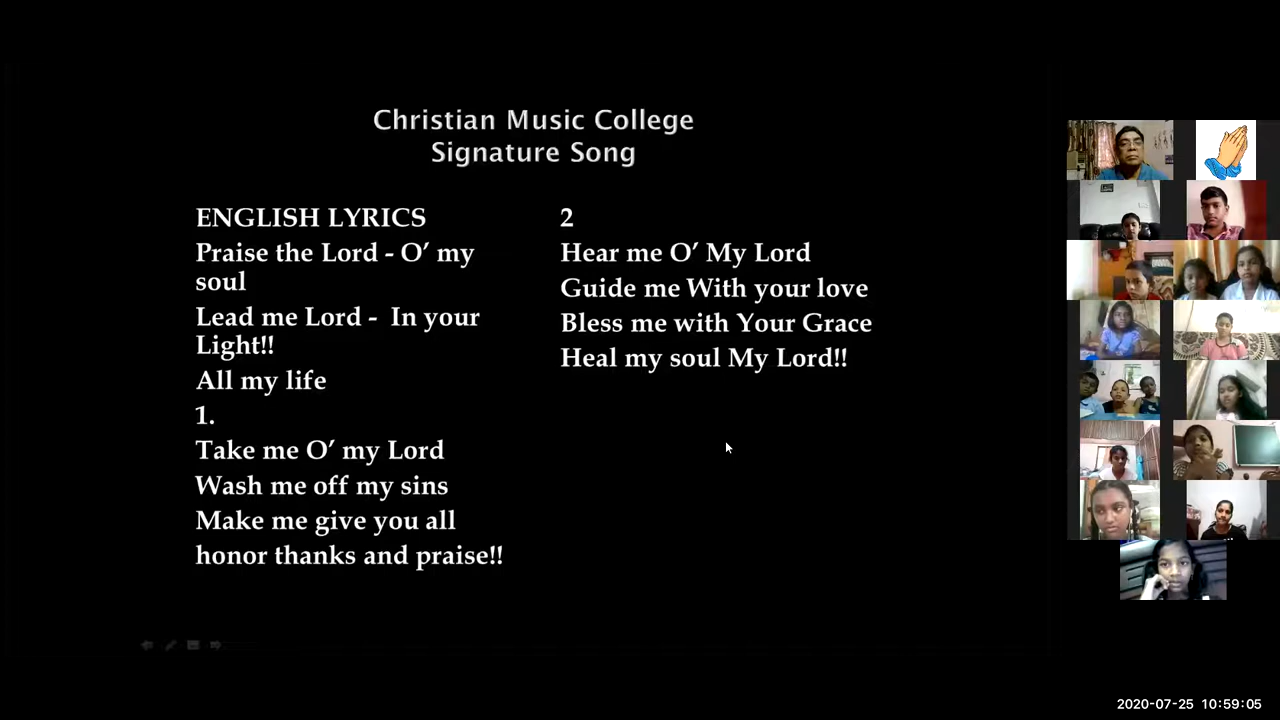 Christian Music College
Signature Song
ENGLISH LYRICS
Praise the Lord - O’ my
soul
Lead me Lord -  In your
Light!!
All my life
1.
Take me O’ my Lord
Wash me off my sins
Make me give you all
honor thanks and praise!!
2
Hear me O’ My Lord
Guide me With your love
Bless me with Your Grace
Heal my soul My Lord!!
2020-07-25 10:59:05